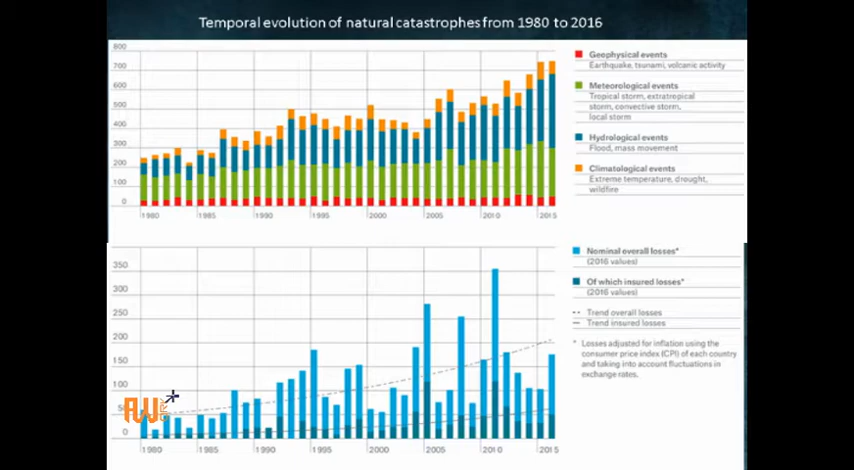 Temporal evolution of natural catastrophes from 1980 to 2016
800
700
600
500
400
300
200
100
0
1980
1985
1990
1995
2000
2005
2010
2015
Geophysical events
Earthquake, tsunami, volcanic activity
Meteorological events
Tropical storm, extratropical
storm, convective storm,
local storm
Hydrological events
Flood, mass movement
Climatological events
Extreme temperature, drought,
wildfire
350
300
250
200
150
100
50
0
1980
1985
1990
1995
2000
2005
2010
2015
Nominal overall losses*
(2016 values)
Of which insured losses*
(2016 values)
Trend overall losses
Trend insured losses
* Losses adjusted for inflation using the
consumer price index (CPI) of each country
and taking into account fluctuations in
exchange rates.